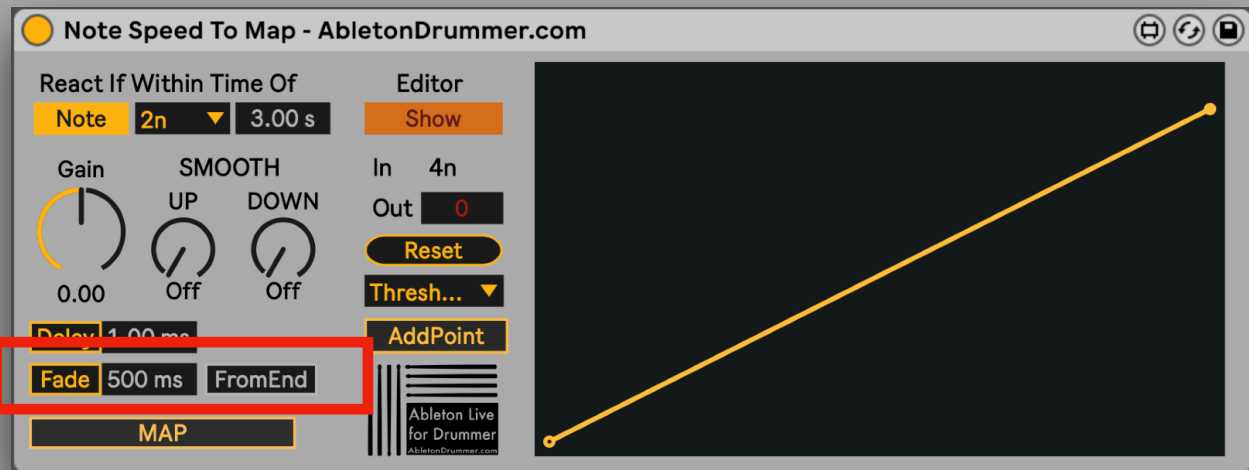 Note Speed To Map - AbletonDrummer.com
React If Within Time Of
Note 2n 3.00 s
Gain
SMOOTH
UP DOWN
0.00 Off Off
Delay 1.00 ms
Fade 500 ms FromEnd
MAP
Editor
Show
In 4n
Out 0
Reset
Thresh...
AddPoint
Ableton Live
for Drummer
AbletonDrummer.com